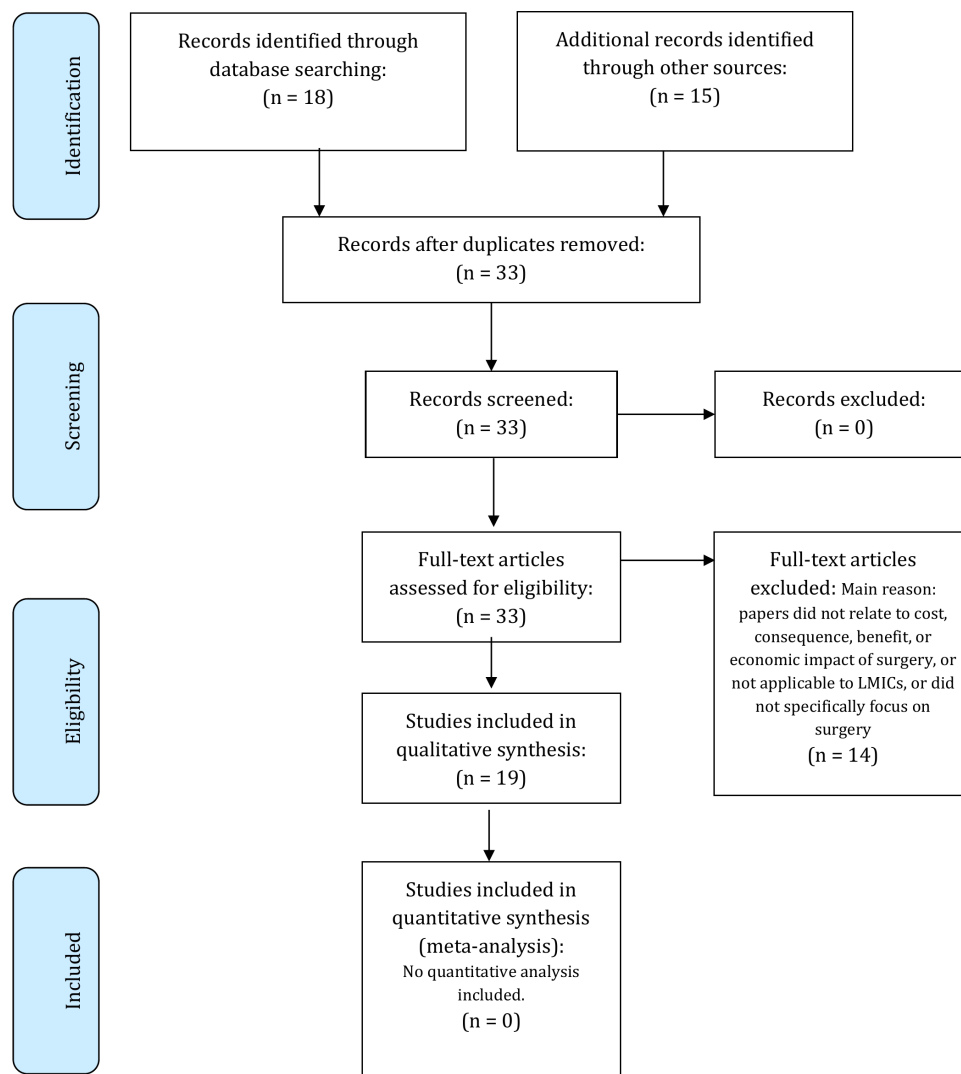 Identification
Records identified through
database searching:
(n = 18)
Additional records identified
through other sources:
(n = 15)
Records after duplicates removed:
(n = 33)
Screening
Records screened:
(n = 33)
Records excluded:
(n = 0)
Eligibility
Full-text articles
assessed for eligibility:
(n = 33)
Full-text articles
excluded: Main reason:
papers did not relate to cost,
consequence, benefit, or
economic impact of surgery, or
not applicable to LMICs, or did
not specifically focus on
surgery
(n = 14)
Studies included in
qualitative synthesis:
(n = 19)
Included
Studies included in
quantitative synthesis
(meta-analysis):
No quantitative analysis
included.
(n = 0)